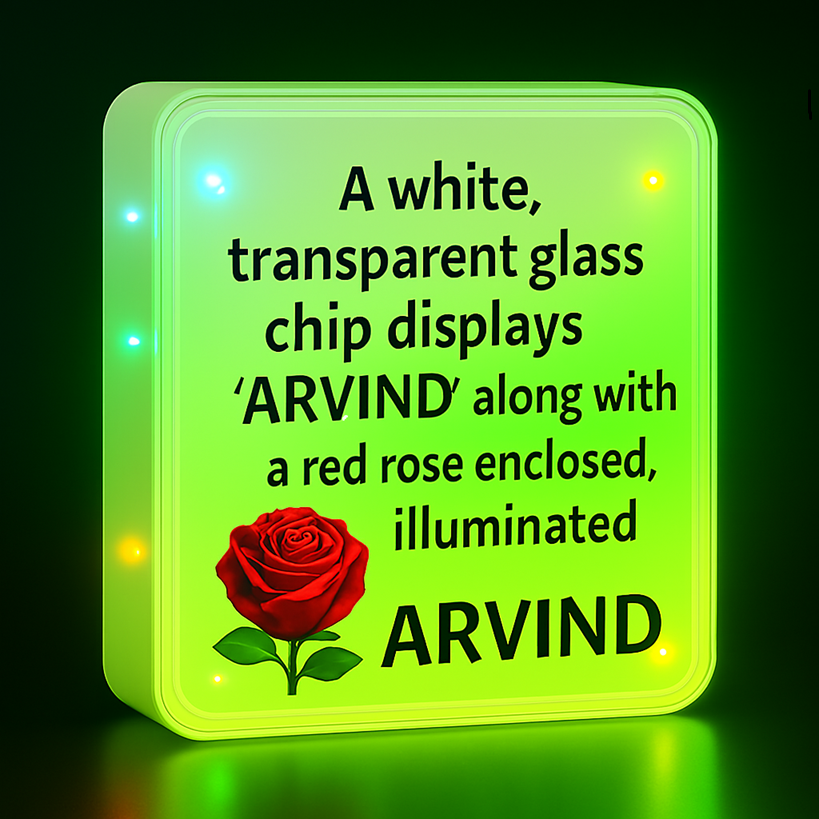 A white,
transparent glass
chip displays
‘ARVIND’ along with
a red rose enclosed,
illuminated
ARVIND